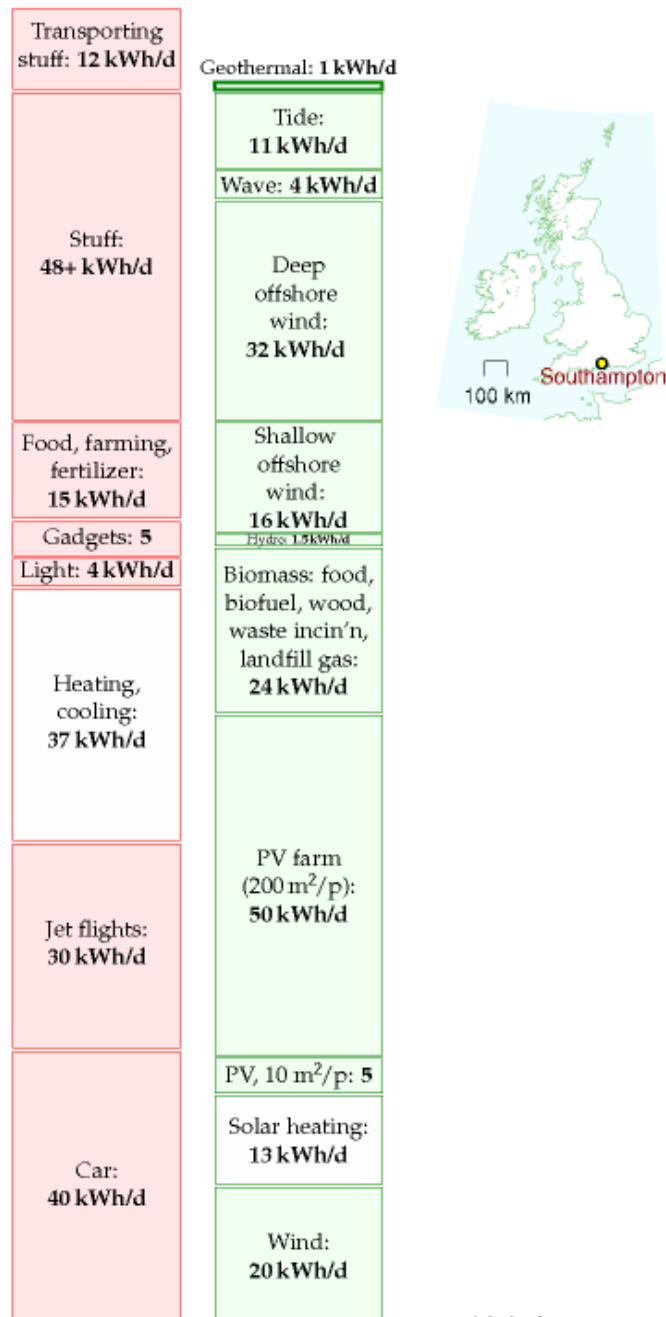 Transporting
stuff: 12 kWh/d
Stuff:
48+ kWh/d
Food, farming,
fertilizer:
15 kWh/d
Gadgets: 5
Light: 4 kWh/d
Heating,
cooling:
37 kWh/d
Jet flights:
30 kWh/d
Car:
40 kWh/d
Geothermal: 1 kWh/d
Tide:
11 kWh/d
Wave: 4 kWh/d
Deep
offshore
wind:
32 kWh/d
Shallow
offshore
wind:
16 kWh/d
Hydro: 1.5 kWh/d
Biomass: food,
biofuel, wood,
waste incin'n,
landfill gas:
24 kWh/d
PV farm
(200 m²/p):
50 kWh/d
PV, 10 m²/p: 5
Solar heating:
13 kWh/d
Wind:
20 kWh/d
100 km
Southampton